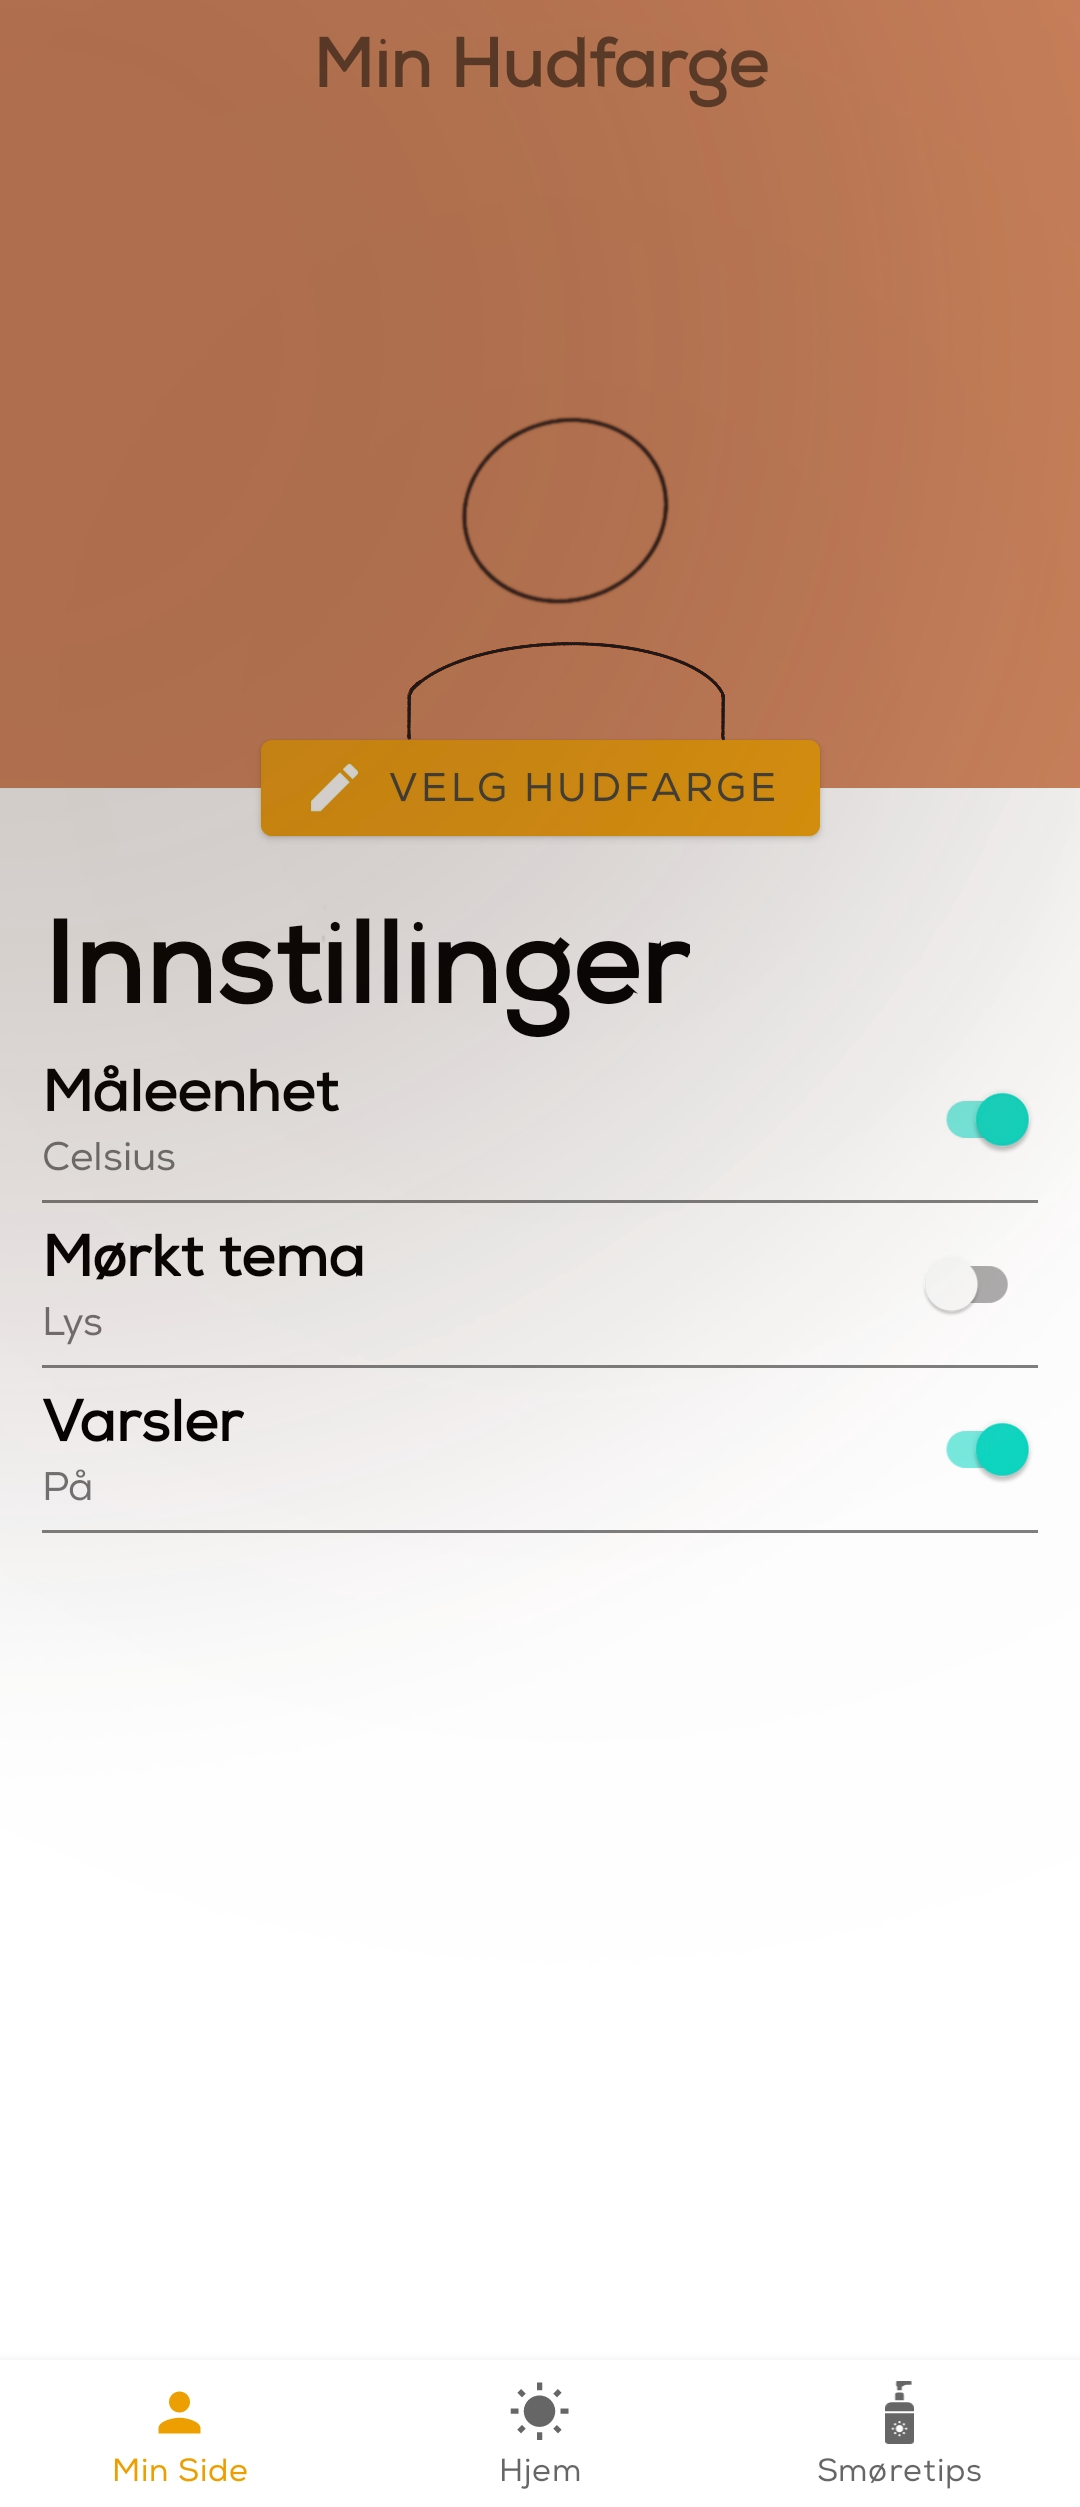 Min Hudfarge
VELG HUDFARGE
Innstillinger
Måleenhet
Celsius
Mørkt tema
Lys
Varsler
På
Min Side
Hjem
Smøretips